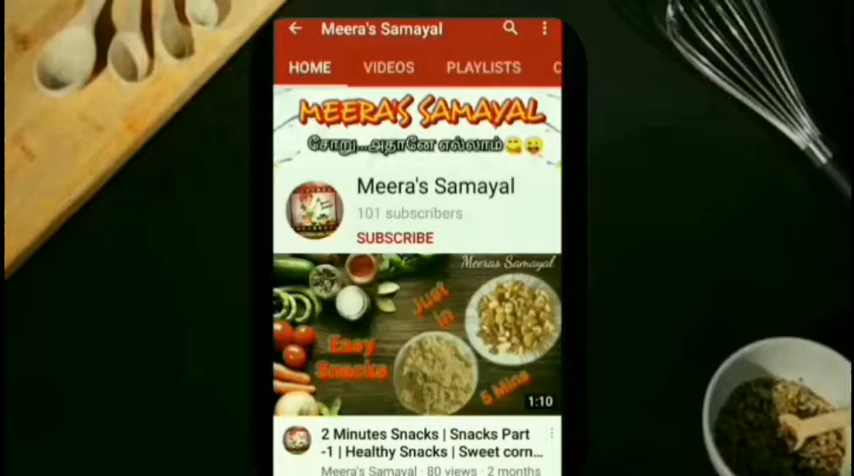 Meera's Samayal
HOME VIDEOS PLAYLISTS C
MEERA'S SAMAYAL
சோறு...அதானே எல்லாம்😋😜
Meera's Samayal
101 subscribers
SUBSCRIBE
Meeras Samayal
Just
in
Easy
Snacks
5 Mins
1:10
2 Minutes Snacks | Snacks Part
-1 | Healthy Snacks | Sweet corn...
Meera's Samayal · 80 views · 2 months